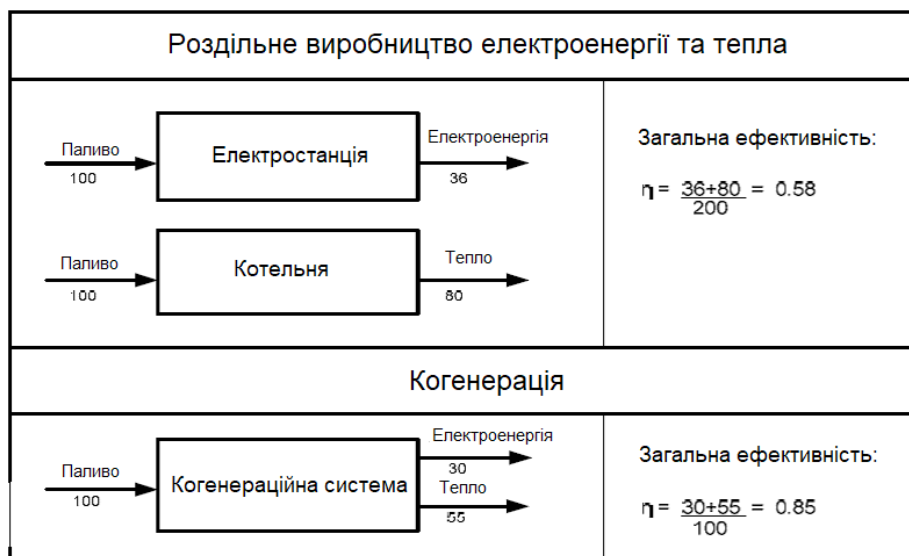 Роздільне виробництво електроенергії та тепла
Паливо
100
Електростанція
Електроенергія
36
Загальна ефективність:
η = 36+80 = 0.58
200
Паливо
100
Котельня
Тепло
80
Когенерація
Паливо
100
Когенераційна система
Електроенергія
30
Тепло
55
Загальна ефективність:
η = 30+55 = 0.85
100